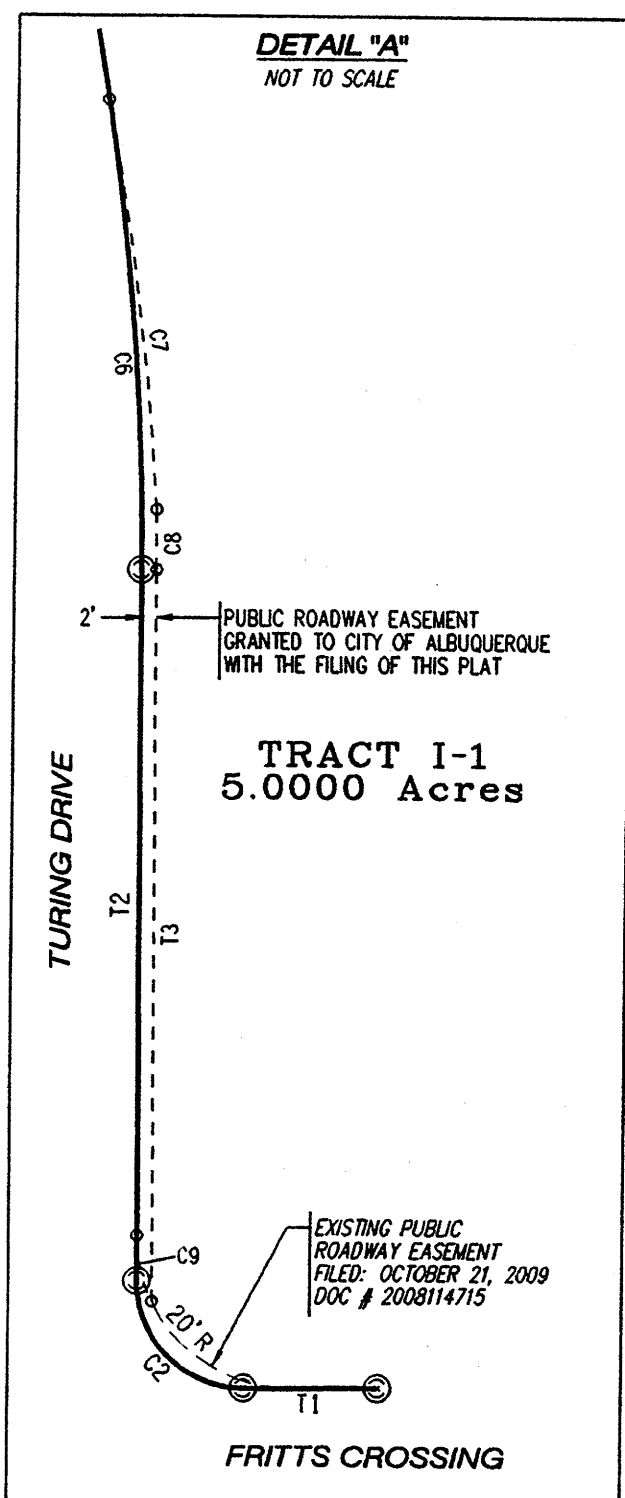 DETAIL "A"
NOT TO SCALE
C7
C6
C8
2'
PUBLIC ROADWAY EASEMENT
GRANTED TO CITY OF ALBUQUERQUE
WITH THE FILING OF THIS PLAT
TRACT I-1
5.0000 Acres
TURING DRIVE
T2
T3
EXISTING PUBLIC
ROADWAY EASEMENT
FILED: OCTOBER 21, 2009
DOC # 2008114715
C9
20' R
C2
T1
FRITTS CROSSING